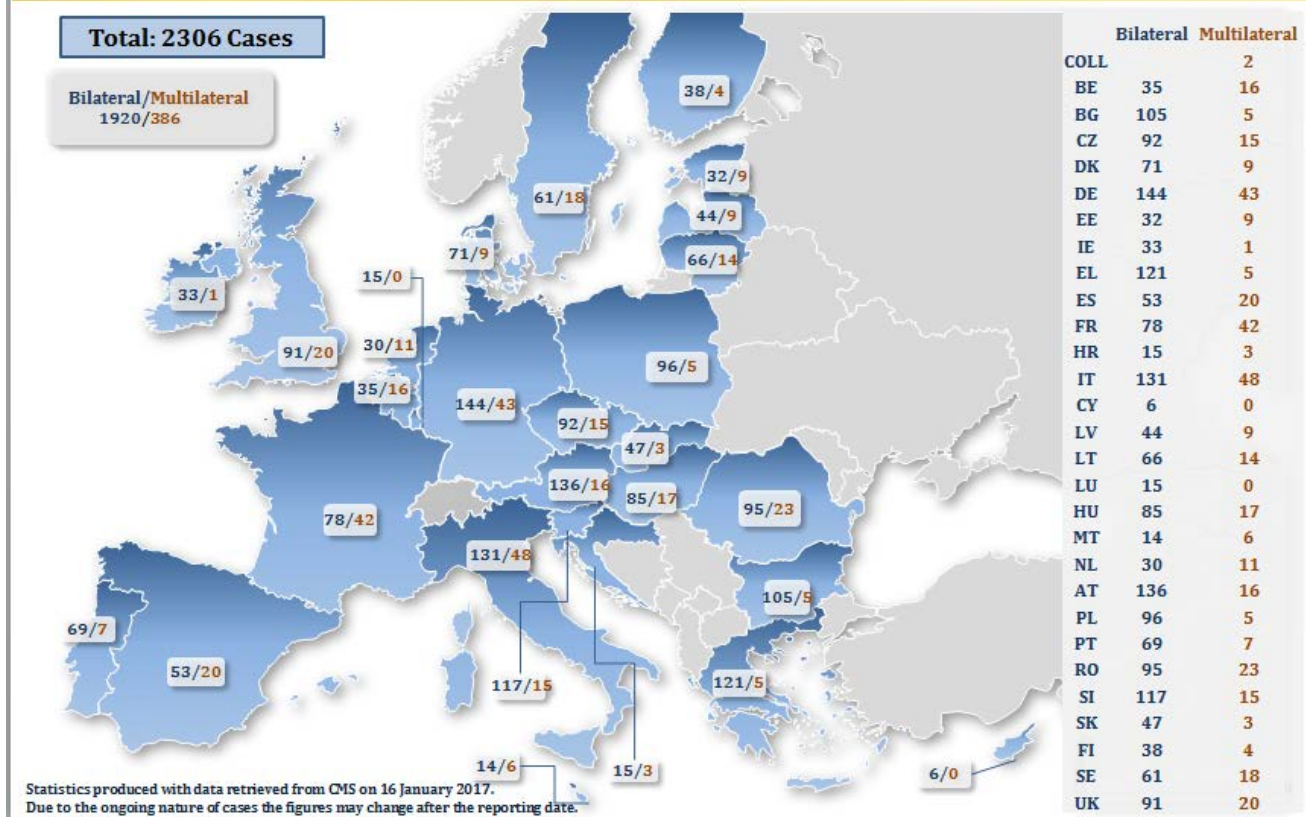 Total: 2306 Cases
Bilateral/Multilateral
1920/386
38/4
32/9
61/18
44/9
71/9
66/14
15/0
33/1
30/11
91/20
96/5
35/16
144/43
92/15
47/3
136/16
85/17
95/23
78/42
131/48
105/5
69/7
53/20
117/15
121/5
14/6
15/3
6/0
Statistics produced with data retrieved from CMS on 16 January 2017.
Due to the ongoing nature of cases the figures may change after the reporting date.
Bilateral Multilateral
COLL 2
BE 35 16
BG 105 5
CZ 92 15
DK 71 9
DE 144 43
EE 32 9
IE 33 1
EL 121 5
ES 53 20
FR 78 42
HR 15 3
IT 131 48
CY 6 0
LV 44 9
LT 66 14
LU 15 0
HU 85 17
MT 14 6
NL 30 11
AT 136 16
PL 96 5
PT 69 7
RO 95 23
SI 117 15
SK 47 3
FI 38 4
SE 61 18
UK 91 20